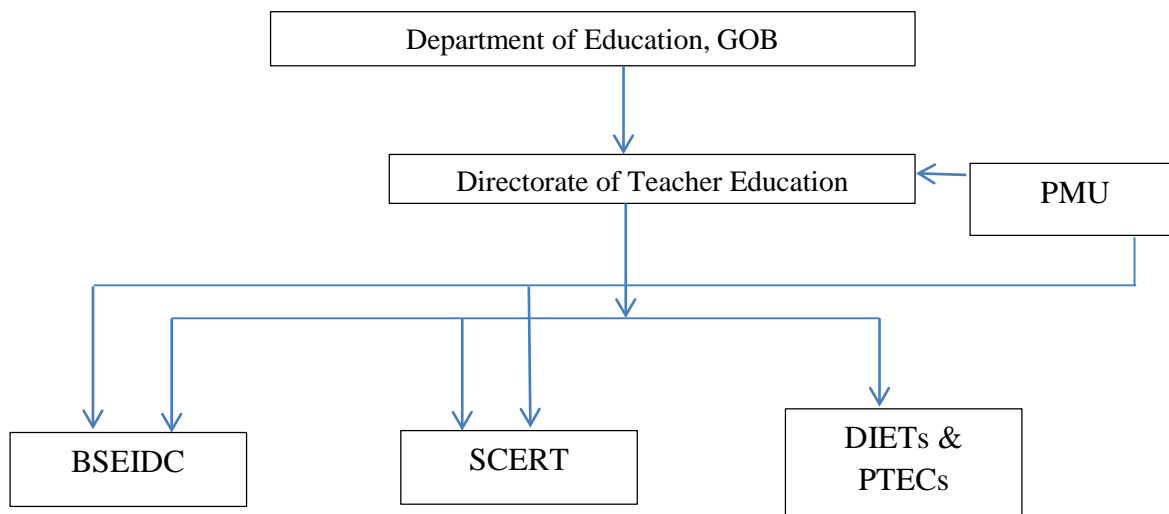 Department of Education, GOB
Directorate of Teacher Education
PMU
BSEIDC
SCERT
DIETs &
PTECs